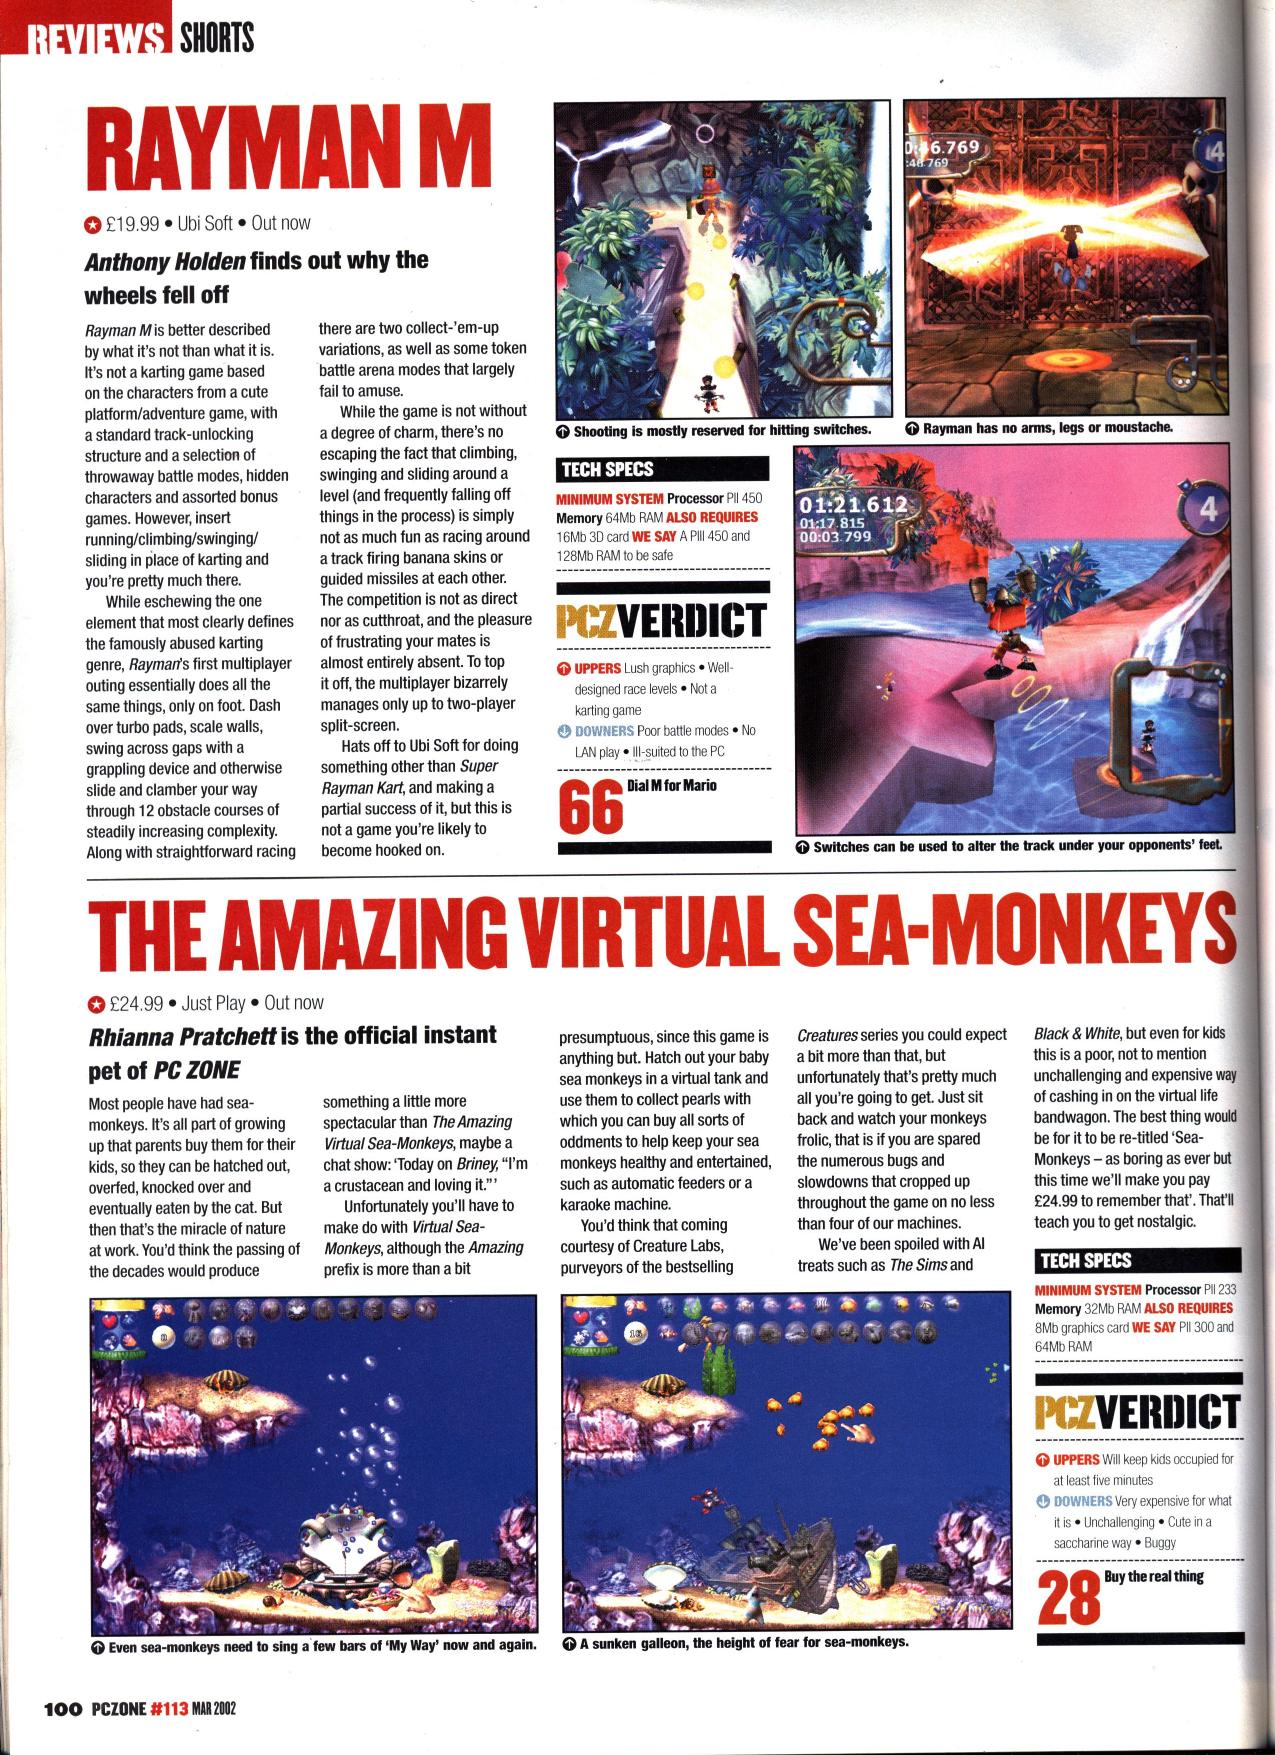 REVIEWS SHORTS
RAYMAN M
£19.99 • Ubi Soft • Out now
Anthony Holden finds out why the
wheels fell off
Rayman M is better described
by what it's not than what it is.
It's not a karting game based
on the characters from a cute
platform/adventure game, with
a standard track-unlocking
structure and a selection of
throwaway battle modes, hidden
characters and assorted bonus
games. However, insert
running/climbing/swinging/
sliding in place of karting and
you're pretty much there.
While eschewing the one
element that most clearly defines
the famously abused karting
genre, Rayman's first multiplayer
outing essentially does all the
same things, only on foot. Dash
over turbo pads, scale walls,
swing across gaps with a
grappling device and otherwise
slide and clamber your way
through 12 obstacle courses of
steadily increasing complexity.
Along with straightforward racing
there are two collect-'em-up
variations, as well as some token
battle arena modes that largely
fail to amuse.
While the game is not without
a degree of charm, there's no
escaping the fact that climbing,
swinging and sliding around a
level (and frequently falling off
things in the process) is simply
not as much fun as racing around
a track firing banana skins or
guided missiles at each other.
The competition is not as direct
nor as cutthroat, and the pleasure
of frustrating your mates is
almost entirely absent. To top
it off, the multiplayer bizarrely
manages only up to two-player
split-screen.
Hats off to Ubi Soft for doing
something other than Super
Rayman Kart, and making a
partial success of it, but this is
not a game you're likely to
become hooked on.
Shooting is mostly reserved for hitting switches.
0:46.769
:46.769
14
Rayman has no arms, legs or moustache.
TECH SPECS
MINIMUM SYSTEM Processor PII 450
Memory 64Mb RAM ALSO REQUIRES
16Mb 3D card WE SAY A PIII 450 and
128Mb RAM to be safe
PCZVERDICT
UPPERS Lush graphics • Well-
designed race levels • Not a
karting game
DOWNERS Poor battle modes • No
LAN play • Ill-suited to the PC
66 Dial M for Mario
01:21.612
01:17.815
00:03.799
4
Switches can be used to alter the track under your opponents' feet.
THE AMAZING VIRTUAL SEA-MONKEYS
£24.99 • Just Play • Out now
Rhianna Pratchett is the official instant
pet of PC ZONE
Most people have had sea-
monkeys. It's all part of growing
up that parents buy them for their
kids, so they can be hatched out,
overfed, knocked over and
eventually eaten by the cat. But
then that's the miracle of nature
at work. You'd think the passing of
the decades would produce
something a little more
spectacular than The Amazing
Virtual Sea-Monkeys, maybe a
chat show: 'Today on Briney, "I'm
a crustacean and loving it."'
Unfortunately you'll have to
make do with Virtual Sea-
Monkeys, although the Amazing
prefix is more than a bit
presumptuous, since this game is
anything but. Hatch out your baby
sea monkeys in a virtual tank and
use them to collect pearls with
which you can buy all sorts of
oddments to help keep your sea
monkeys healthy and entertained,
such as automatic feeders or a
karaoke machine.
You'd think that coming
courtesy of Creature Labs,
purveyors of the bestselling
Creatures series you could expect
a bit more than that, but
unfortunately that's pretty much
all you're going to get. Just sit
back and watch your monkeys
frolic, that is if you are spared
the numerous bugs and
slowdowns that cropped up
throughout the game on no less
than four of our machines.
We've been spoiled with AI
treats such as The Sims and
Black & White, but even for kids
this is a poor, not to mention
unchallenging and expensive way
of cashing in on the virtual life
bandwagon. The best thing would
be for it to be re-titled 'Sea-
Monkeys – as boring as ever but
this time we'll make you pay
£24.99 to remember that'. That'll
teach you to get nostalgic.
TECH SPECS
MINIMUM SYSTEM Processor PII 233
Memory 32Mb RAM ALSO REQUIRES
8Mb graphics card WE SAY PII 300 and
64Mb RAM
PCZVERDICT
UPPERS Will keep kids occupied for
at least five minutes
DOWNERS Very expensive for what
it is • Unchallenging • Cute in a
saccharine way • Buggy
28 Buy the real thing
Even sea-monkeys need to sing a few bars of 'My Way' now and again.
16
A sunken galleon, the height of fear for sea-monkeys.
100 PCZONE #113 MAR 2002